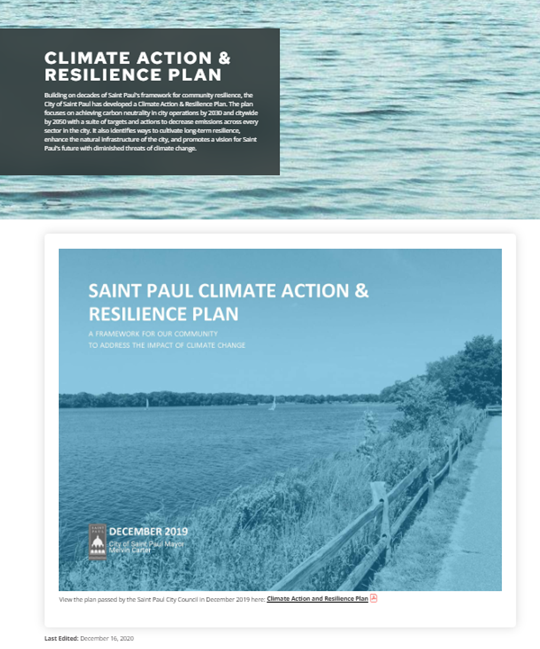 CLIMATE ACTION &
RESILIENCE PLAN
Building on decades of Saint Paul's framework for community resilience, the
City of Saint Paul has developed a Climate Action & Resilience Plan. The plan
focuses on achieving carbon neutrality in city operations by 2030 and citywide
by 2050 with a suite of targets and actions to decrease emissions across every
sector in the city. It also identifies ways to cultivate long-term resilience,
enhance the natural infrastructure of the city, and promotes a vision for Saint
Paul's future with diminished threats of climate change.
SAINT PAUL CLIMATE ACTION &
RESILIENCE PLAN
A FRAMEWORK FOR OUR COMMUNITY
TO ADDRESS THE IMPACT OF CLIMATE CHANGE
DECEMBER 2019
City of Saint Paul Mayor
Melvin Carter
View the plan passed by the Saint Paul City Council in December 2019 here: Climate Action and Resilience Plan
Last Edited: December 16, 2020